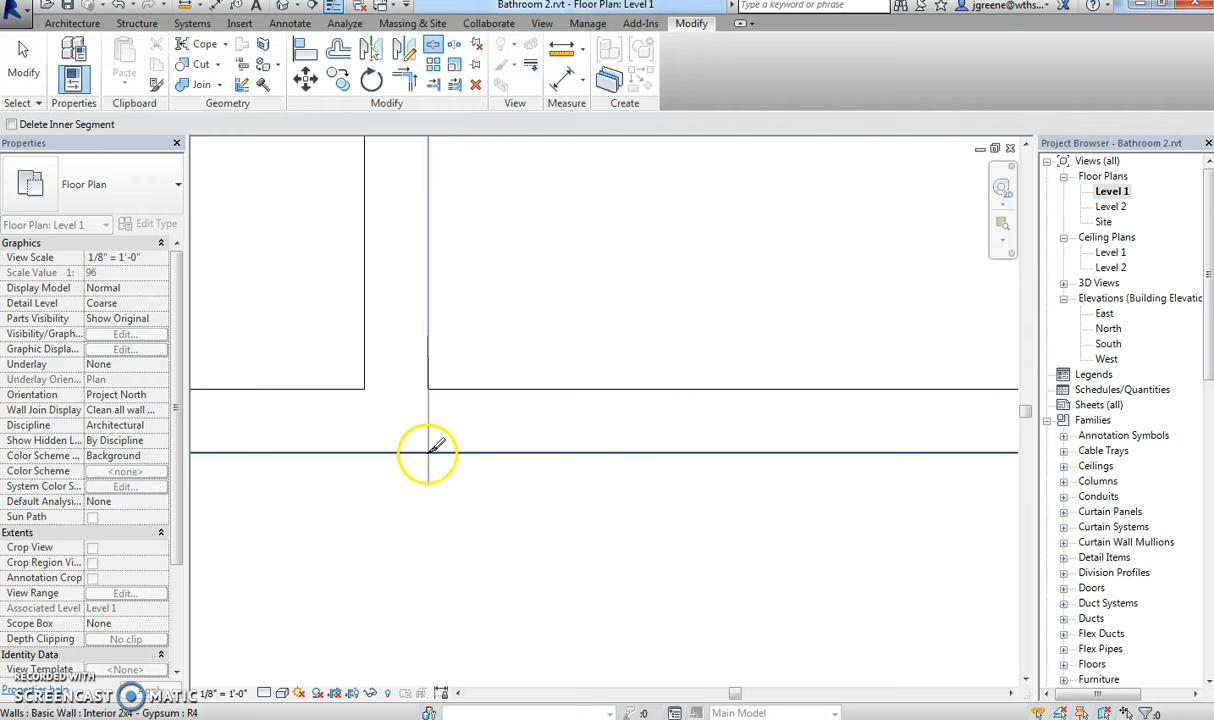 Bathroom 2.rvt - Floor Plan: Level 1
Type a keyword or phrase
jgreene@wths...
Architecture Structure Systems Insert Annotate Analyze Massing & Site Collaborate View Manage Add-Ins Modify
Modify
Paste
Cope
Cut
Join
Select Properties Clipboard Geometry Modify View Measure Create
Delete Inner Segment
Properties
Floor Plan
Floor Plan: Level 1
Edit Type
Graphics
View Scale 1/8" = 1'-0"
Scale Value 1: 96
Display Model Normal
Detail Level Coarse
Parts Visibility Show Original
Visibility/Graph... Edit...
Graphic Displa... Edit...
Underlay None
Underlay Orien... Plan
Orientation Project North
Wall Join Display Clean all wall ...
Discipline Architectural
Show Hidden L... By Discipline
Color Scheme ... Background
Color Scheme <none>
System Color S... Edit...
Default Analysi... None
Sun Path
Extents
Crop View
Crop Region Vi...
Annotation Crop
View Range Edit...
Associated Level Level 1
Scope Box None
Depth Clipping No clip
Identity Data
View Template <None>
Properties help
RECORDED WITH
SCREENCAST MATIC
1/8" = 1'-0"
Walls : Basic Wall : Interior 2x4 - Gypsum : R4
:0
Main Model
:0
2D
Project Browser - Bathroom 2.rvt
Views (all)
Floor Plans
Level 1
Level 2
Site
Ceiling Plans
Level 1
Level 2
3D Views
Elevations (Building Elevatio
East
North
South
West
Legends
Schedules/Quantities
Sheets (all)
Families
Annotation Symbols
Cable Trays
Ceilings
Columns
Conduits
Curtain Panels
Curtain Systems
Curtain Wall Mullions
Detail Items
Division Profiles
Doors
Duct Systems
Ducts
Flex Ducts
Flex Pipes
Floors
Furniture